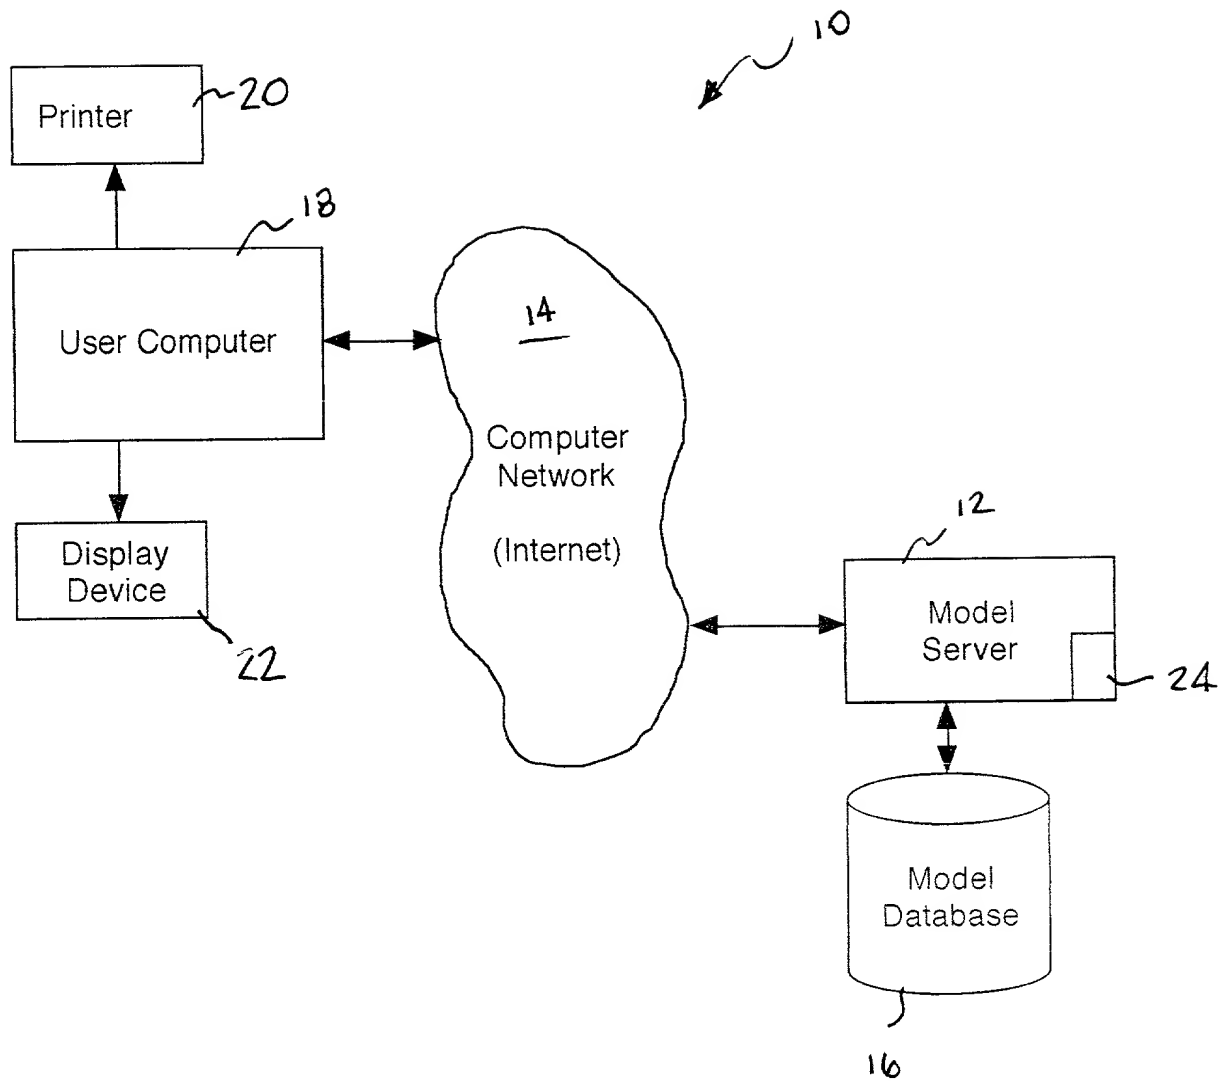 10
20
Printer
18
User Computer
14
Computer
Network
(Internet)
Display
Device
22
12
Model
Server
24
Model
Database
16